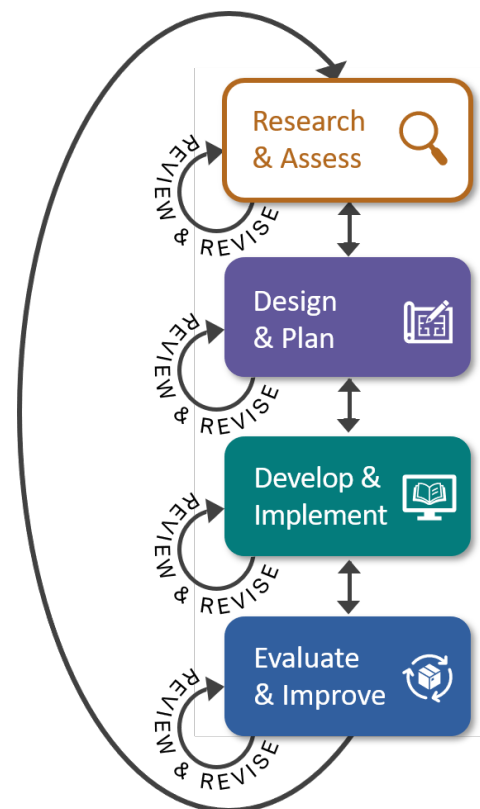 Research
& Assess
REVIEW & REVISE
Design
& Plan
REVIEW & REVISE
Develop &
Implement
REVIEW & REVISE
Evaluate
& Improve
REVIEW & REVISE